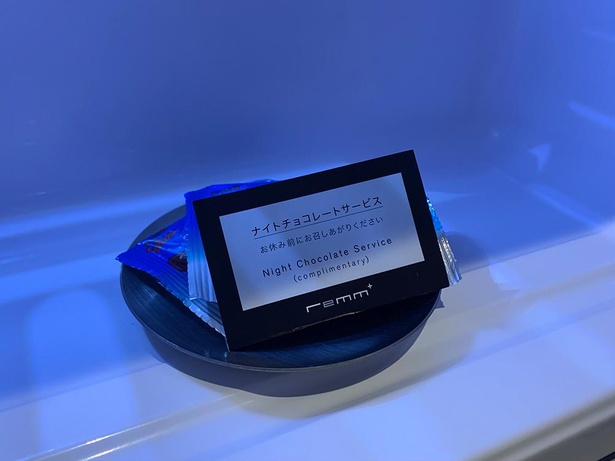 ナイトチョコレートサービス
お休み前にお召しあがりください
Night Chocolate Service
(complimentary)
remm+